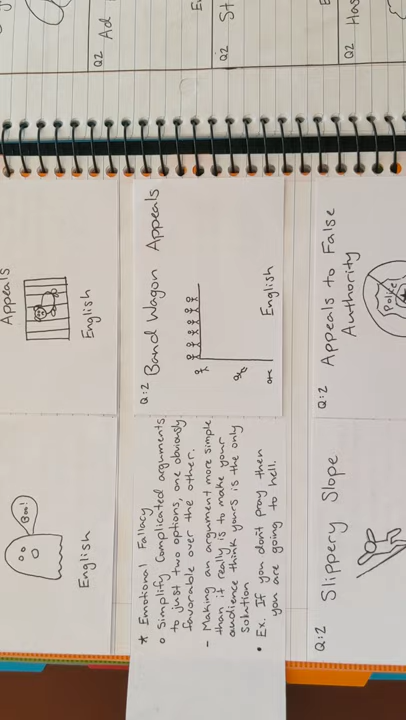 Boo!
English
Appeals
English
Q2 Ad
* Emotional Fallacy
o Simplify complicated arguments
to just two options, one obviously
favorable over the other.
- Making an argument more simple
than it really is to make your
audience think yours is the only
solution
• Ex. If you don't pray then
you are going to hell.
Q:2 Band Wagon Appeals
English
Q2 St
Q:2 Slippery Slope
Q:2 Appeals to False
Authority
Police
Q2 Has